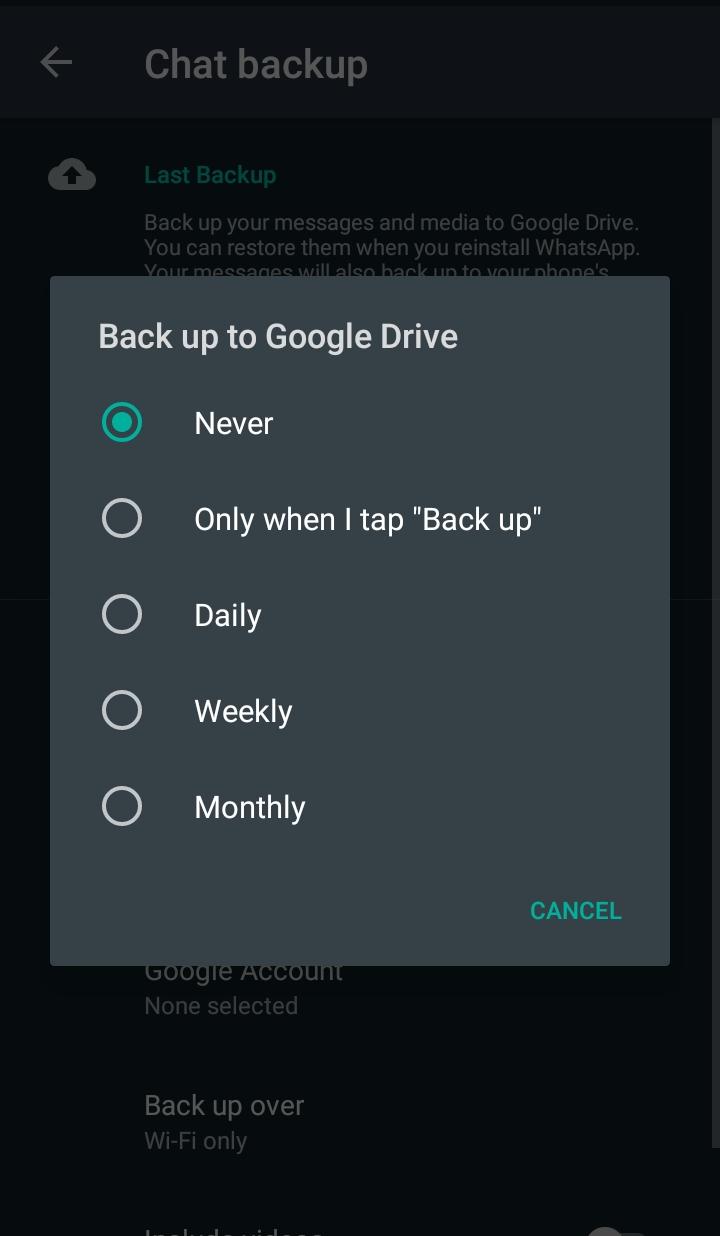 Chat backup
Last Backup
Back up your messages and media to Google Drive.
You can restore them when you reinstall WhatsApp.
Your messages will also back up to your phone's
Back up to Google Drive
Never
Only when I tap "Back up"
Daily
Weekly
Monthly
CANCEL
Google Account
None selected
Back up over
Wi-Fi only
Include videos